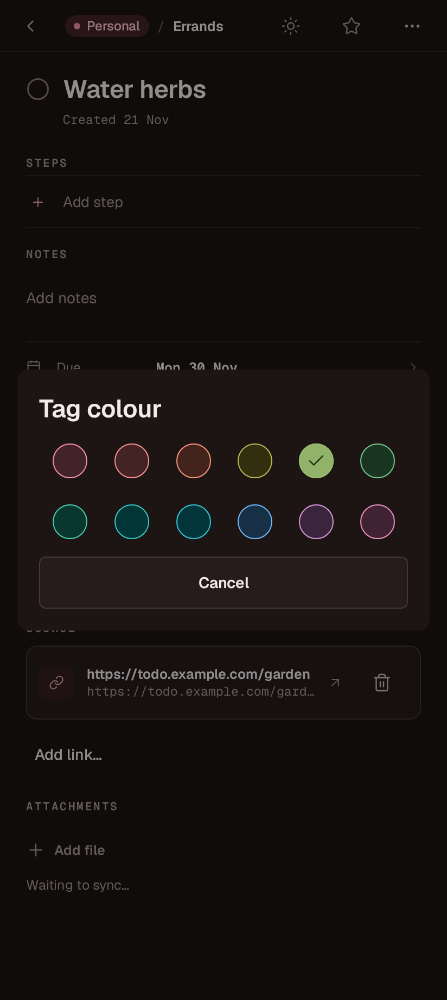 Personal / Errands
Water herbs
Created 21 Nov
STEPS
Add step
NOTES
Add notes
Due Mon 30 Nov
Tag colour
Cancel
https://todo.example.com/garden
https://todo.example.com/gard…
Add link…
ATTACHMENTS
Add file
Waiting to sync…